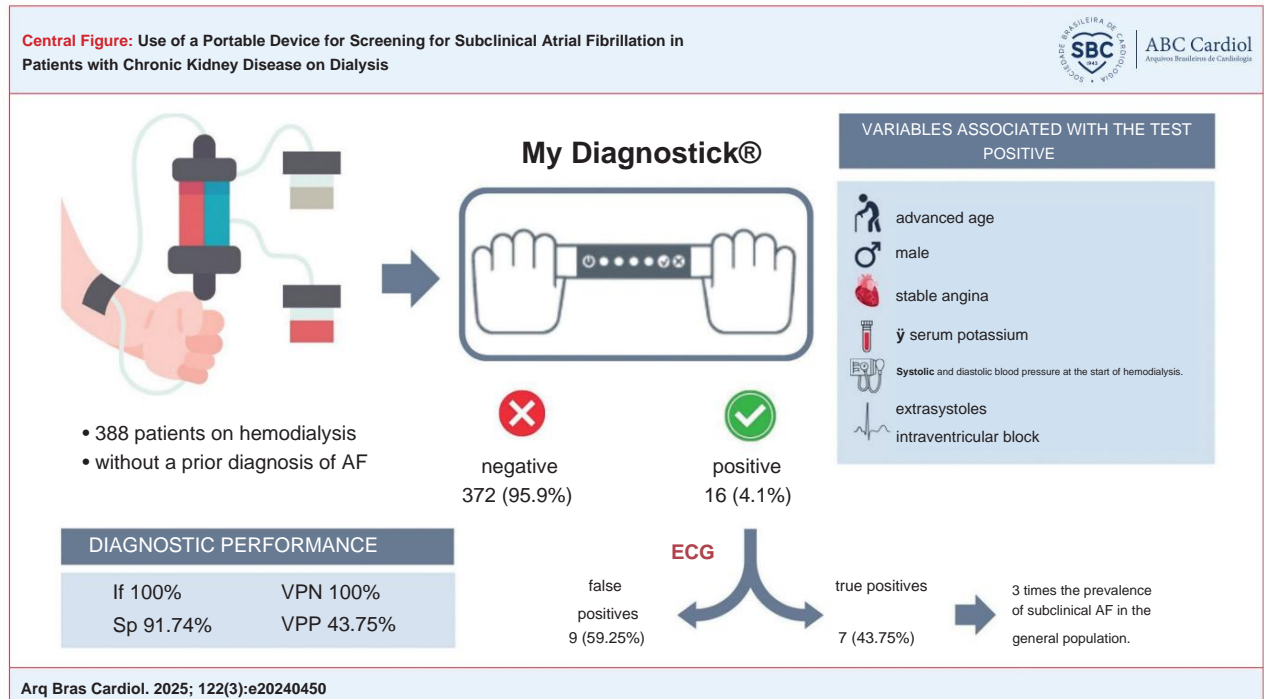 Central Figure: Use of a Portable Device for Screening for Subclinical Atrial Fibrillation in
Patients with Chronic Kidney Disease on Dialysis
SOCIEDADE BRASILEIRA DE CARDIOLOGIA
SBC
1943
ABC Cardiol
Arquivos Brasileiros de Cardiologia
My Diagnostick®
• 388 patients on hemodialysis
• without a prior diagnosis of AF
negative
372 (95.9%)
positive
16 (4.1%)
VARIABLES ASSOCIATED WITH THE TEST
POSITIVE
advanced age
male
stable angina
ÿ serum potassium
Systolic and diastolic blood pressure at the start of hemodialysis.
extrasystoles
intraventricular block
DIAGNOSTIC PERFORMANCE
If 100% VPN 100%
Sp 91.74% VPP 43.75%
ECG
false
positives
9 (59.25%)
true positives
7 (43.75%)
3 times the prevalence
of subclinical AF in the
general population.
Arq Bras Cardiol. 2025; 122(3):e20240450